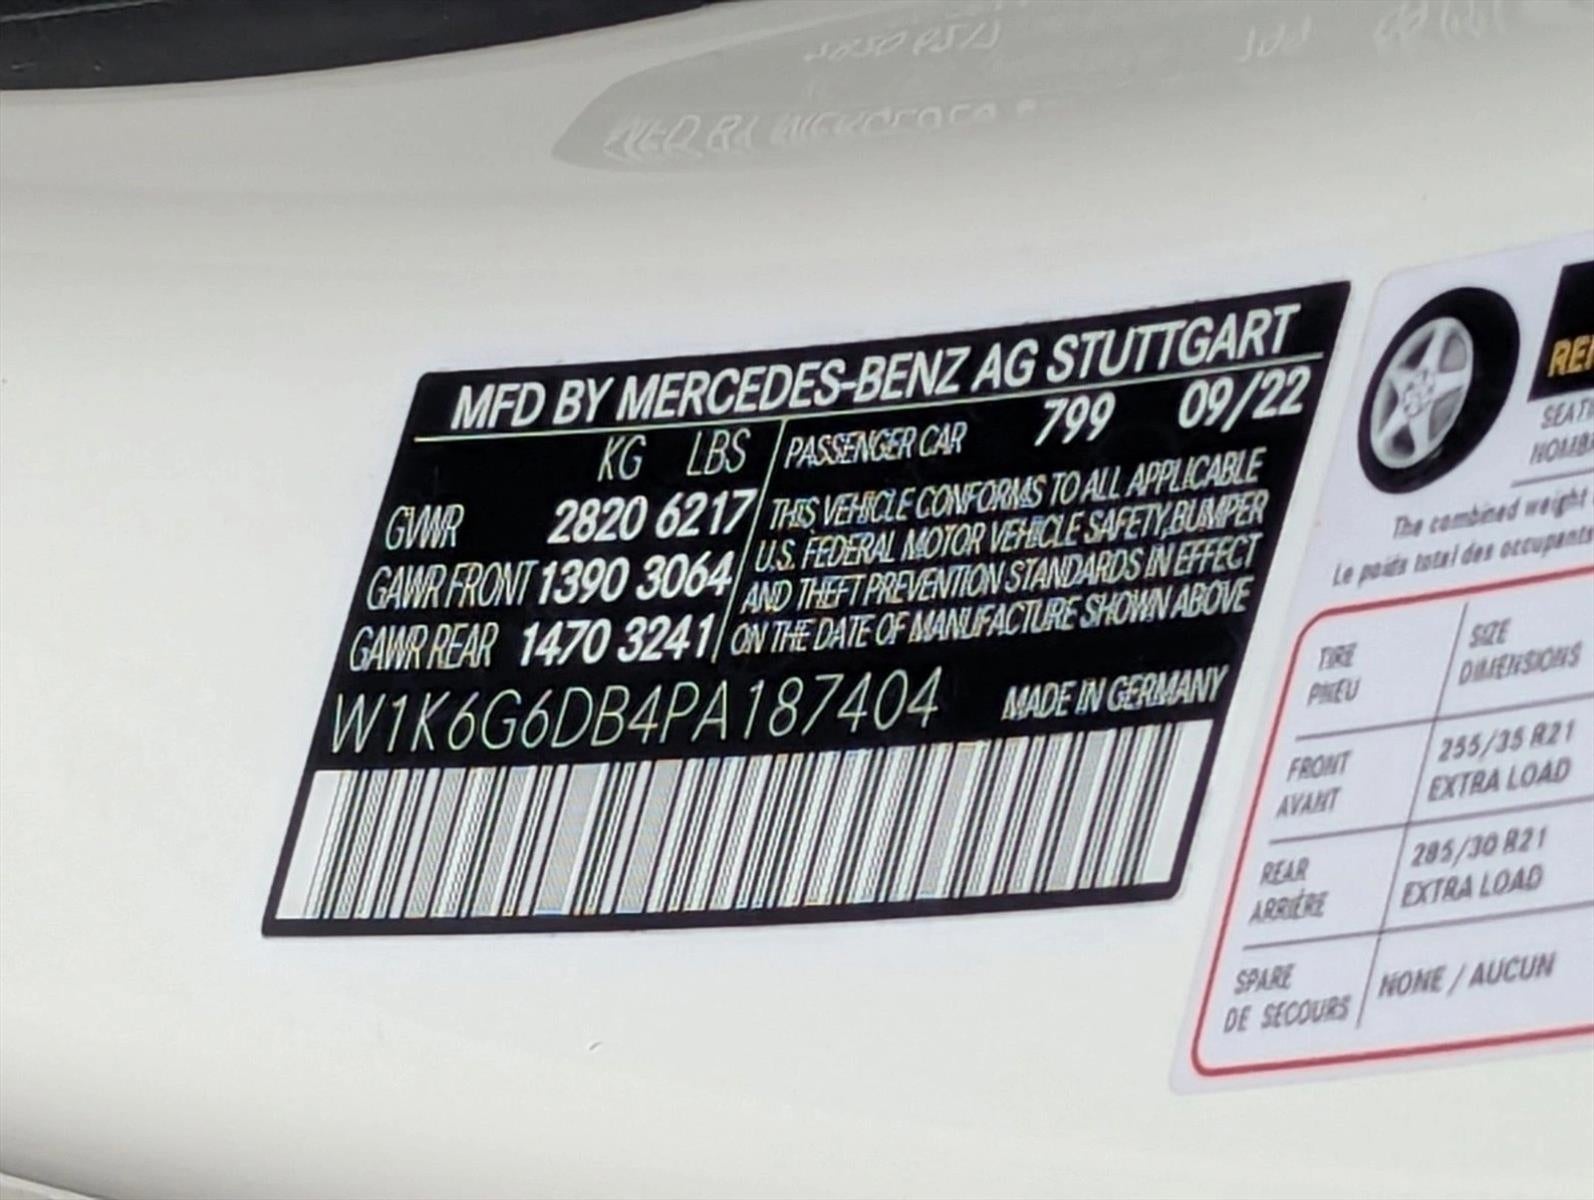 MFD BY MERCEDES-BENZ AG STUTTGART
KG LBS
GVWR 2820 6217
GAWR FRONT 1390 3064
GAWR REAR 1470 3241
PASSENGER CAR 799 09/22
THIS VEHICLE CONFORMS TO ALL APPLICABLE
U.S. FEDERAL MOTOR VEHICLE SAFETY,BUMPER
AND THEFT PREVENTION STANDARDS IN EFFECT
ON THE DATE OF MANUFACTURE SHOWN ABOVE
W1K6G6DB4PA187404 MADE IN GERMANY
The combined weight
Le poids total des occupants
TIRE
PNEU
SIZE
DIMENSIONS
FRONT
AVANT
255/35 R21
EXTRA LOAD
REAR
ARRIÈRE
285/30 R21
EXTRA LOAD
SPARE
DE SECOURS
NONE / AUCUN